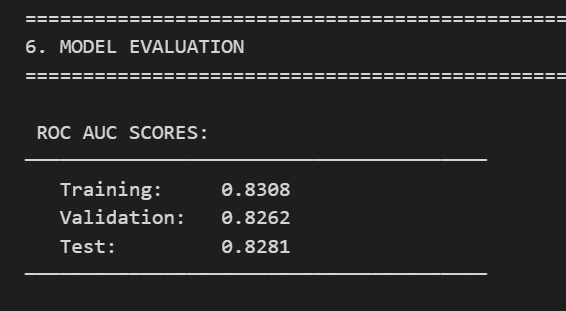 ==================================================
6. MODEL EVALUATION
==================================================
ROC AUC SCORES:
────────────────────────────────────────
Training: 0.8308
Validation: 0.8262
Test: 0.8281
────────────────────────────────────────